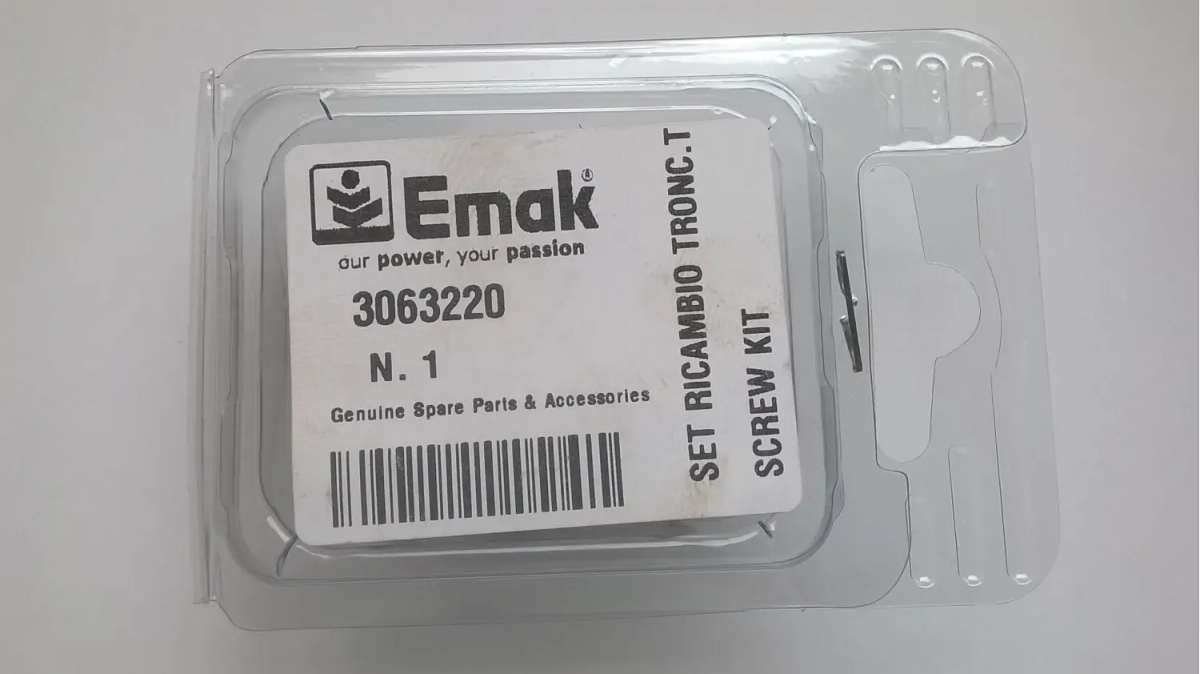 Emak®
our power, your passion
3063220
N. 1
Genuine Spare Parts & Accessories
SET RICAMBIO TRONC.T
SCREW KIT